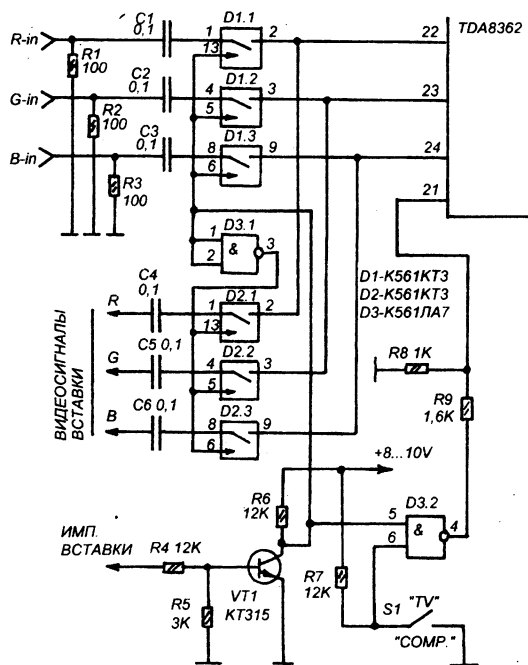 R-in
C1
0,1
1
D1.1
2
13
22
TDA8362
R1
100
G-in
C2
0,1
4
D1.2
3
5
23
R2
100
B-in
C3
0,1
8
D1.3
9
6
24
R3
100
21
D3.1
1
2
&
3
D1-К561КТ3
D2-К561КТ3
D3-К561ЛА7
ВИДЕОСИГНАЛЫ
ВСТАВКИ
R
C4
0,1
1
D2.1
2
13
G
C5 0,1
4
D2.2
3
5
B
C6 0,1
8
D2.3
9
6
R8 1K
R9
1,6K
+8...10V
R6
12K
D3.2
5
6
&
4
ИМП.
ВСТАВКИ
R4 12K
R7
12K
R5
3K
VT1
КТ315
S1
"TV"
"COMP."